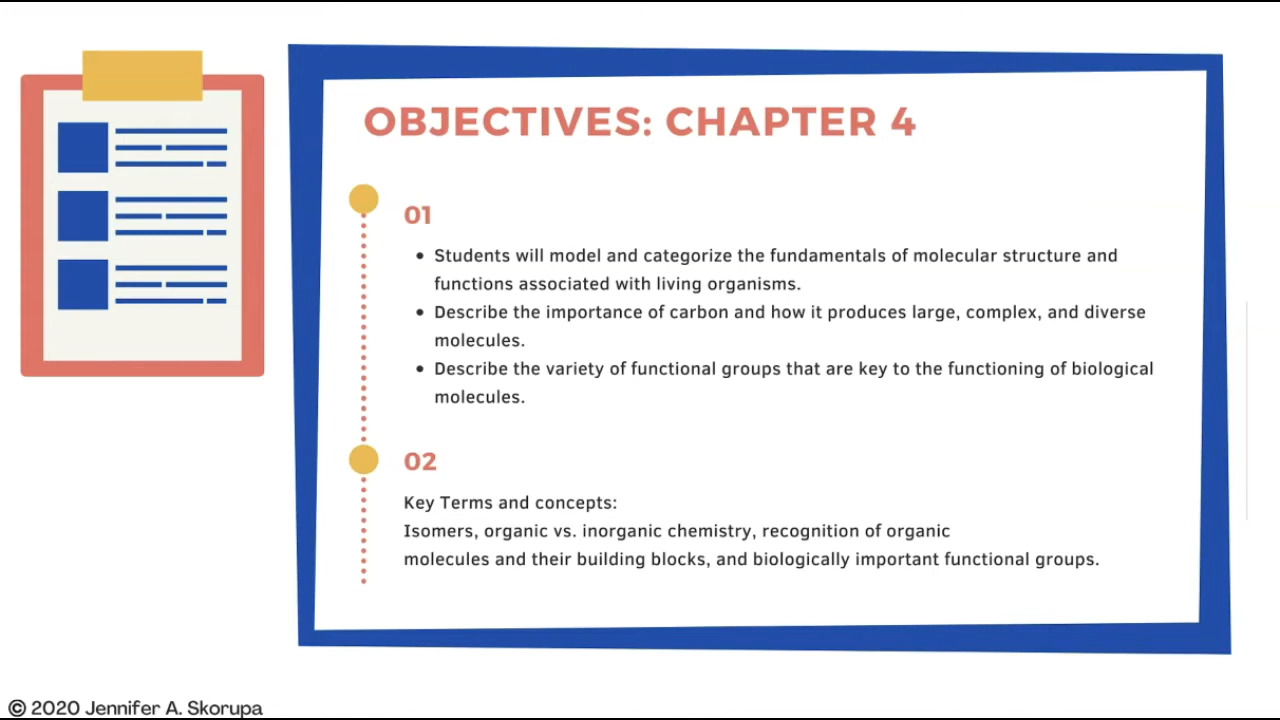 OBJECTIVES: CHAPTER 4
01
• Students will model and categorize the fundamentals of molecular structure and
functions associated with living organisms.
• Describe the importance of carbon and how it produces large, complex, and diverse
molecules.
• Describe the variety of functional groups that are key to the functioning of biological
molecules.
02
Key Terms and concepts:
Isomers, organic vs. inorganic chemistry, recognition of organic
molecules and their building blocks, and biologically important functional groups.
© 2020 Jennifer A. Skorupa